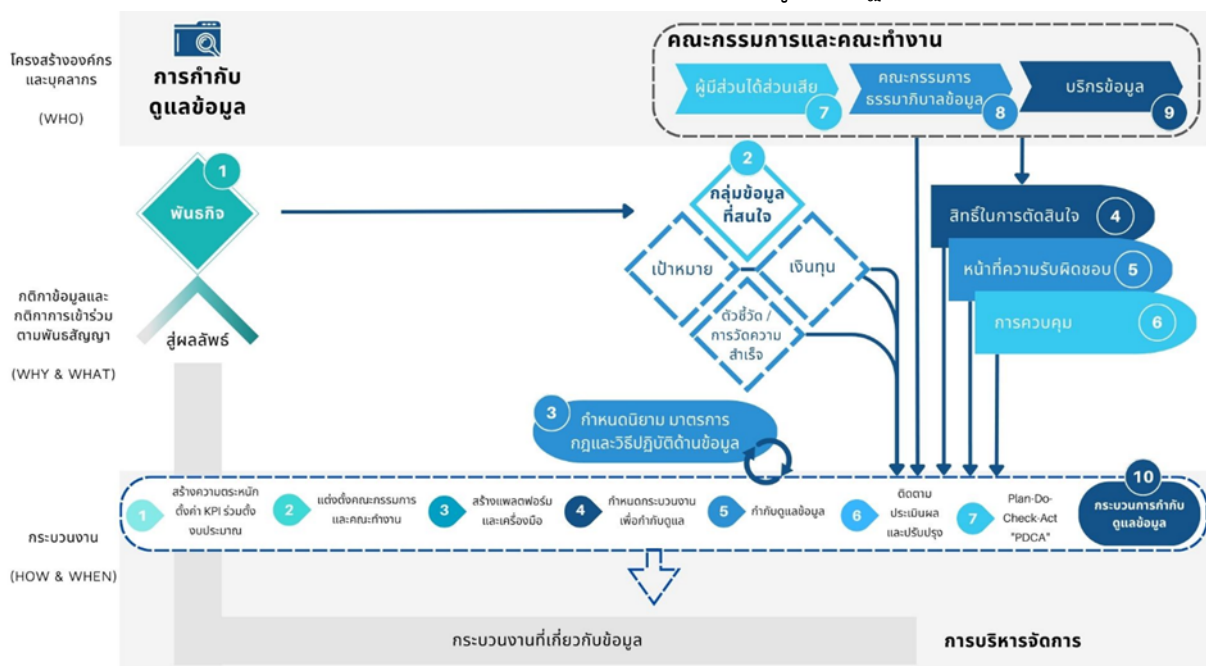 โครงสร้างองค์กร
และบุคลากร
(WHO)
การกำกับ
ดูแลข้อมูล
คณะกรรมการและคณะทำงาน
ผู้มีส่วนได้ส่วนเสีย
7
คณะกรรมการ
ธรรมาภิบาลข้อมูล
8
บริกรข้อมูล
9
1
พันธกิจ
2
กลุ่มข้อมูล
ที่สนใจ
เป้าหมาย
เงินทุน
ตัวชี้วัด /
การวัดความ
สำเร็จ
สิทธิ์ในการตัดสินใจ
4
หน้าที่ความรับผิดชอบ
5
การควบคุม
6
กติกาข้อมูลและ
กติกาการเข้าร่วม
ตามพันธสัญญา
(WHY & WHAT)
สู่ผลลัพธ์
3
กำหนดนิยาม มาตรการ
กฎและวิธีปฏิบัติด้านข้อมูล
กระบวนงาน
(HOW & WHEN)
1
สร้างความตระหนัก
ตั้งค่า KPI ร่วมตั้ง
งบประมาณ
2
แต่งตั้งคณะกรรมการ
และคณะทำงาน
3
สร้างแพลตฟอร์ม
และเครื่องมือ
4
กำหนดกระบวนงาน
เพื่อกำกับดูแล
5
กำกับดูแลข้อมูล
6
ติดตาม
ประเมินผล
และปรับปรุง
7
Plan-Do-
Check-Act
"PDCA"
10
กระบวนการกำกับ
ดูแลข้อมูล
กระบวนงานที่เกี่ยวกับข้อมูล
การบริหารจัดการ